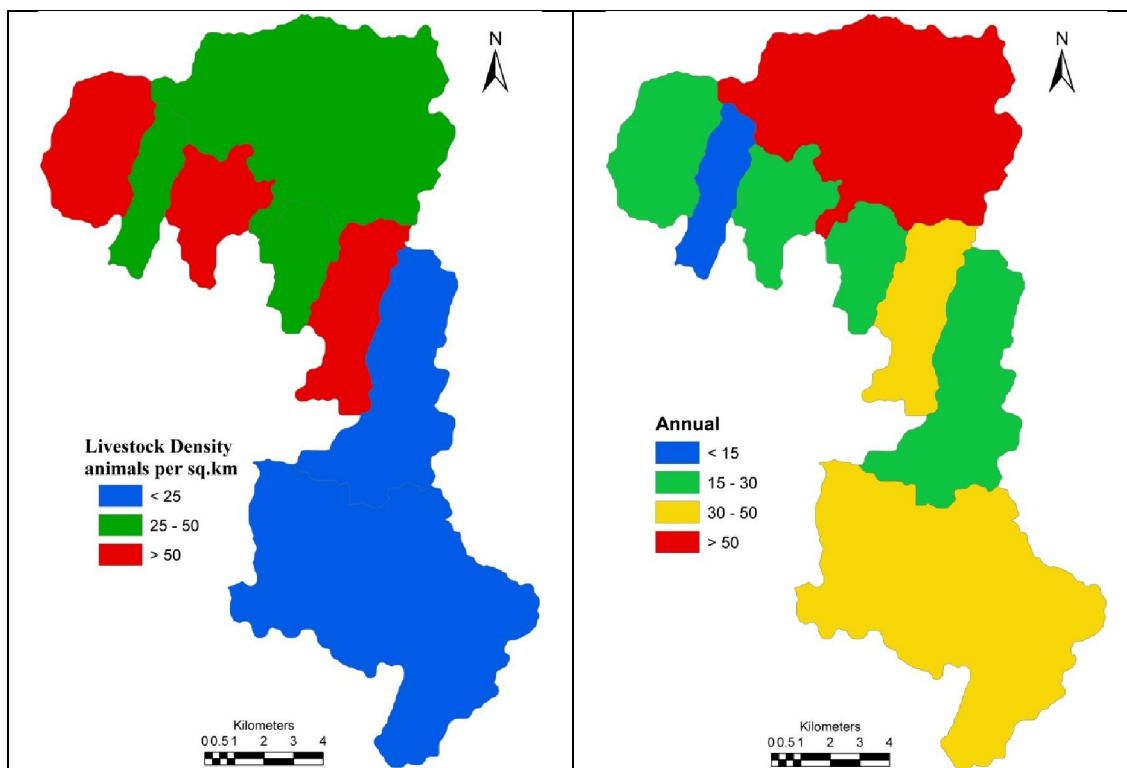 N
Livestock Density
animals per sq.km
< 25
25 - 50
> 50
Kilometers
0 0.5 1 2 3 4
N
Annual
< 15
15 - 30
30 - 50
> 50
Kilometers
0 0.5 1 2 3 4